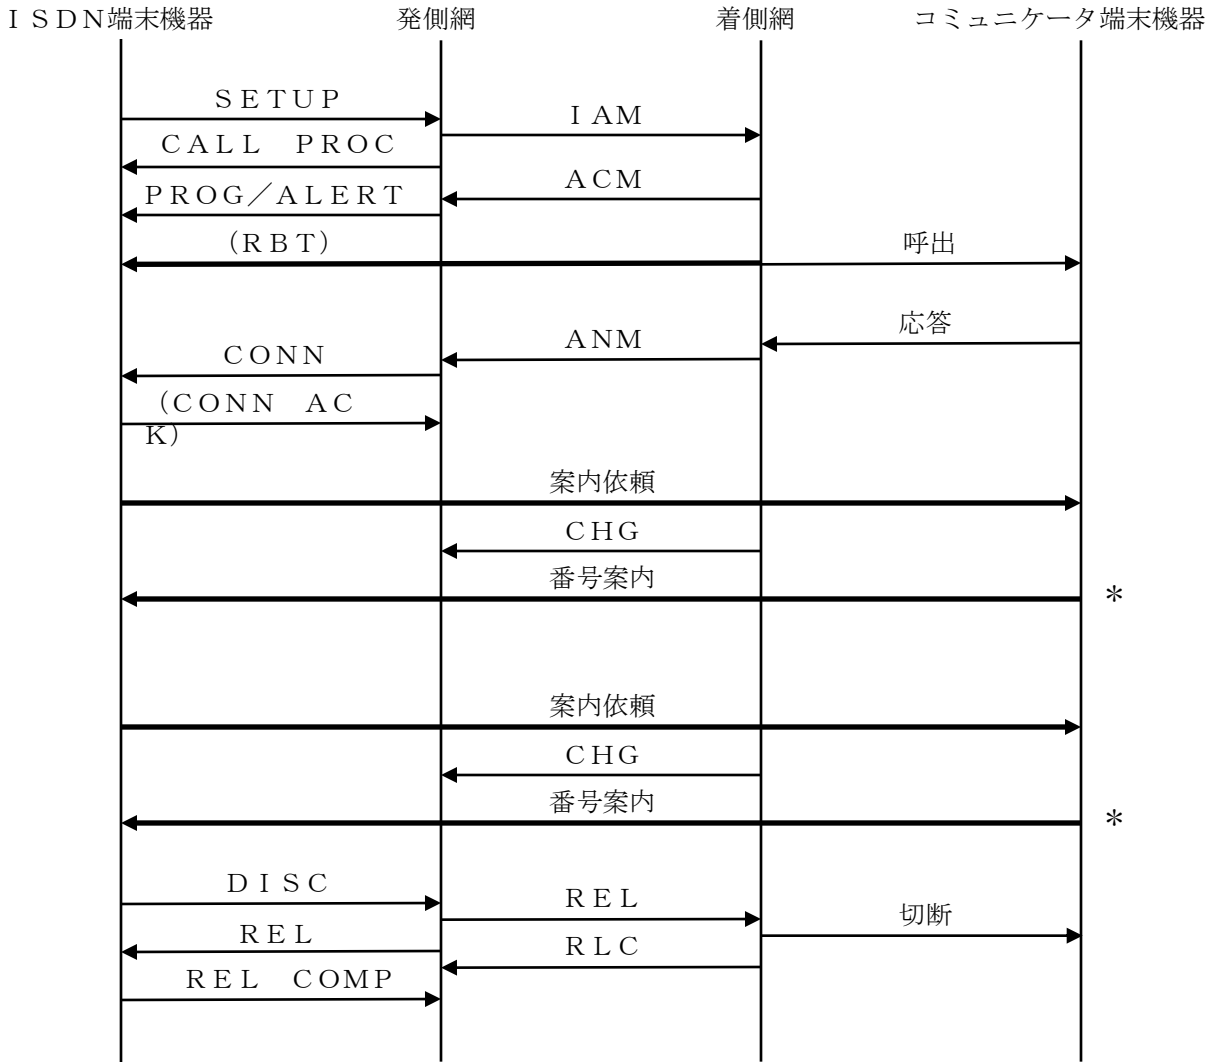 ＩＳＤＮ端末機器　発側網　着側網　コミュニケータ端末機器
ＳＥＴＵＰ
ＩＡＭ
ＣＡＬＬ　ＰＲＯＣ
ＡＣＭ
ＰＲＯＧ／ＡＬＥＲＴ
（ＲＢＴ）
呼出
応答
ＡＮＭ
ＣＯＮＮ
（ＣＯＮＮ　ＡＣ
Ｋ）
案内依頼
ＣＨＧ
番号案内
＊
案内依頼
ＣＨＧ
番号案内
＊
ＤＩＳＣ
ＲＥＬ
切断
ＲＥＬ
ＲＬＣ
ＲＥＬ　ＣＯＭＰ